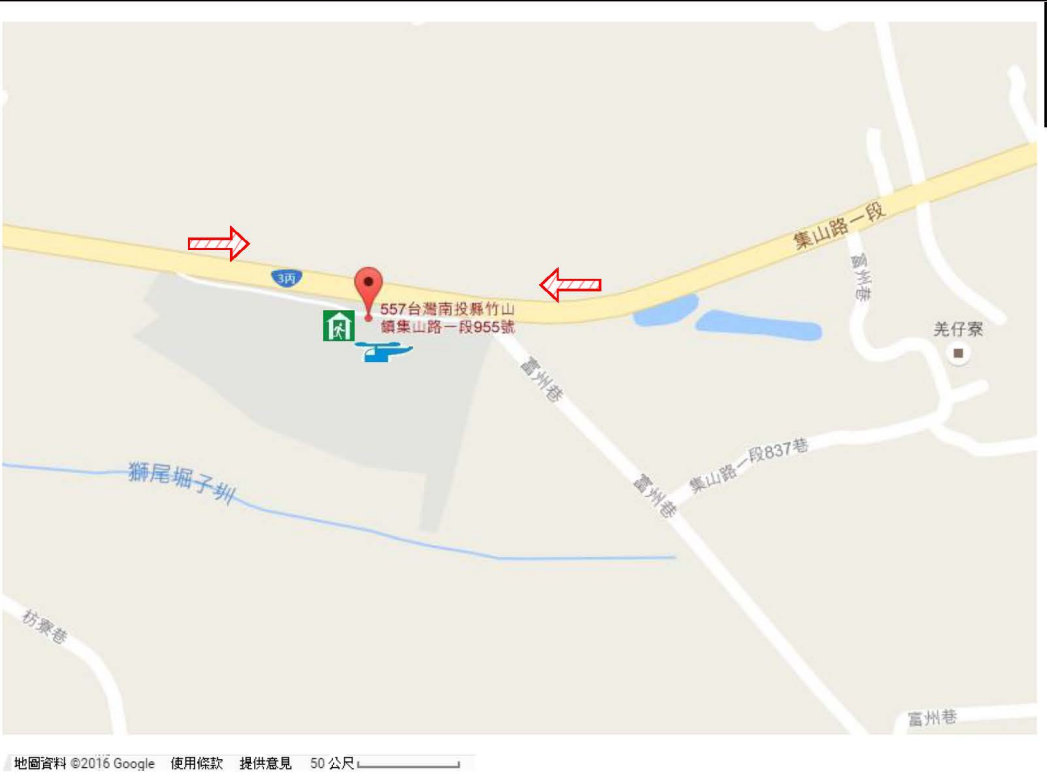 集山路一段
富州巷
3丙
557台灣南投縣竹山
鎮集山路一段955號
羌仔寮
富州巷
集山路一段837巷
獅尾堀子圳
富州巷
枋寮巷
富州巷
地圖資料 ©2016 Google 使用條款 提供意見 50 公尺